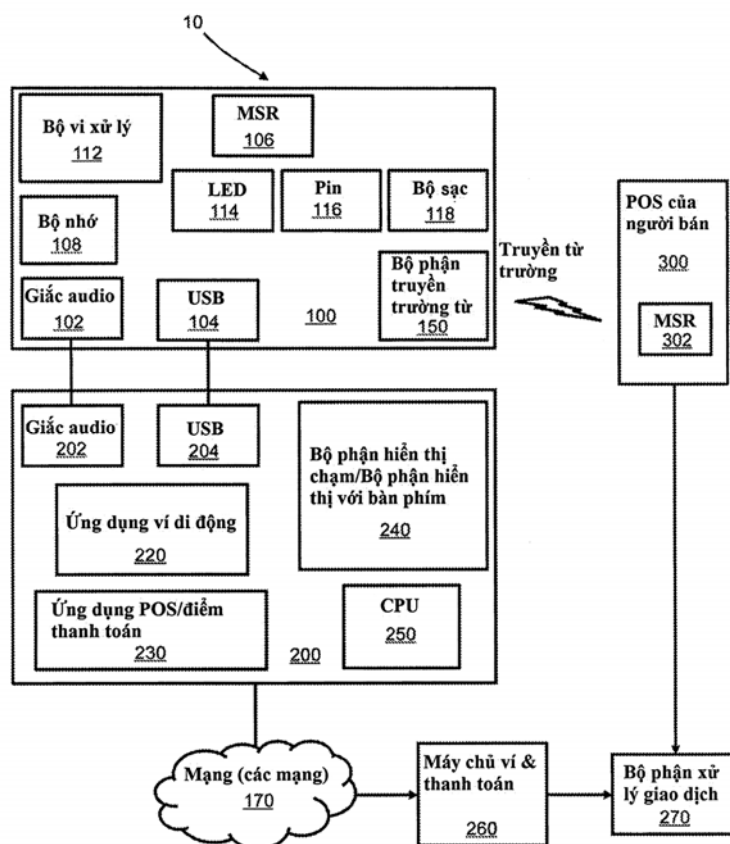 10
Bộ vi xử lý
112
MSR
106
LED
114
Pin
116
Bộ sạc
118
Bộ nhớ
108
Giắc audio
102
USB
104
100
Bộ phận
truyền
trường từ
150
Truyền từ
trường
POS của
người bán
300
MSR
302
Giắc audio
202
USB
204
Bộ phận hiển thị
chạm/Bộ phận hiển
thị với bàn phím
240
Ứng dụng ví di động
220
Ứng dụng POS/điểm
thanh toán
230
200
CPU
250
Mạng (các mạng)
170
Máy chủ ví &
thanh toán
260
Bộ phận xử
lý giao dịch
270